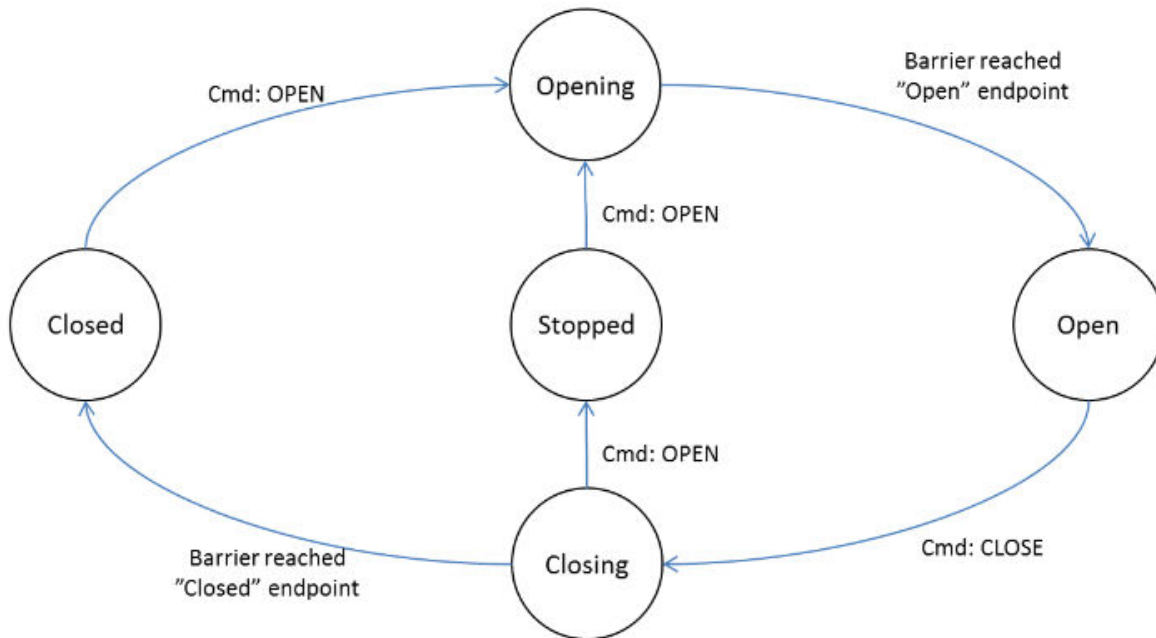 Opening
Barrier reached
”Open” endpoint
Cmd: OPEN
Cmd: OPEN
Closed
Stopped
Open
Cmd: OPEN
Cmd: CLOSE
Barrier reached
”Closed” endpoint
Closing